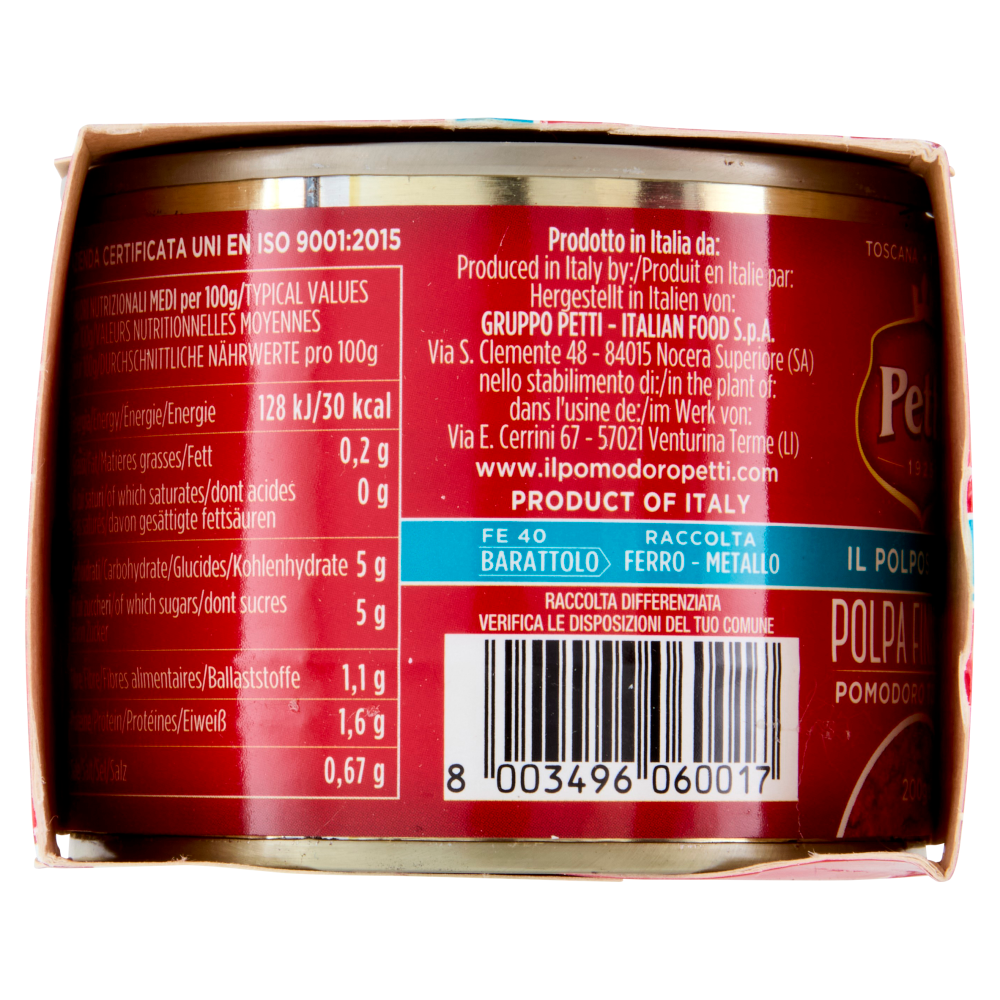 CERTIFICATA UNI EN ISO 9001:2015
NUTRIZIONALI MEDI per 100g/TYPICAL VALUES
VALEURS NUTRITIONNELLES MOYENNES
DURCHSCHNITTLICHE NÄHRWERTE pro 100g
Energy/Énergie/Energie 128 kJ/30 kcal
Matières grasses/Fett 0,2 g
of which saturates/dont acides 0 g
davon gesättigte fettsäuren
Carbohydrate/Glucides/Kohlenhydrate 5 g
of which sugars/dont sucres 5 g
Fibres alimentaires/Ballaststoffe 1,1 g
/Protéines/Eiweiß 1,6 g
/Sel/Salz 0,67 g
Prodotto in Italia da:
Produced in Italy by:/Produit en Italie par:
Hergestellt in Italien von:
GRUPPO PETTI - ITALIAN FOOD S.p.A.
Via S. Clemente 48 - 84015 Nocera Superiore (SA)
nello stabilimento di:/in the plant of:
dans l'usine de:/im Werk von:
Via E. Cerrini 67 - 57021 Venturina Terme (LI)
www.ilpomodoropetti.com
PRODUCT OF ITALY
FE 40 RACCOLTA
BARATTOLO FERRO - METALLO
RACCOLTA DIFFERENZIATA
VERIFICA LE DISPOSIZIONI DEL TUO COMUNE
8 003496 060017
TOSCANA
Pet
IL POLPOS
POLPA FI
POMODORO